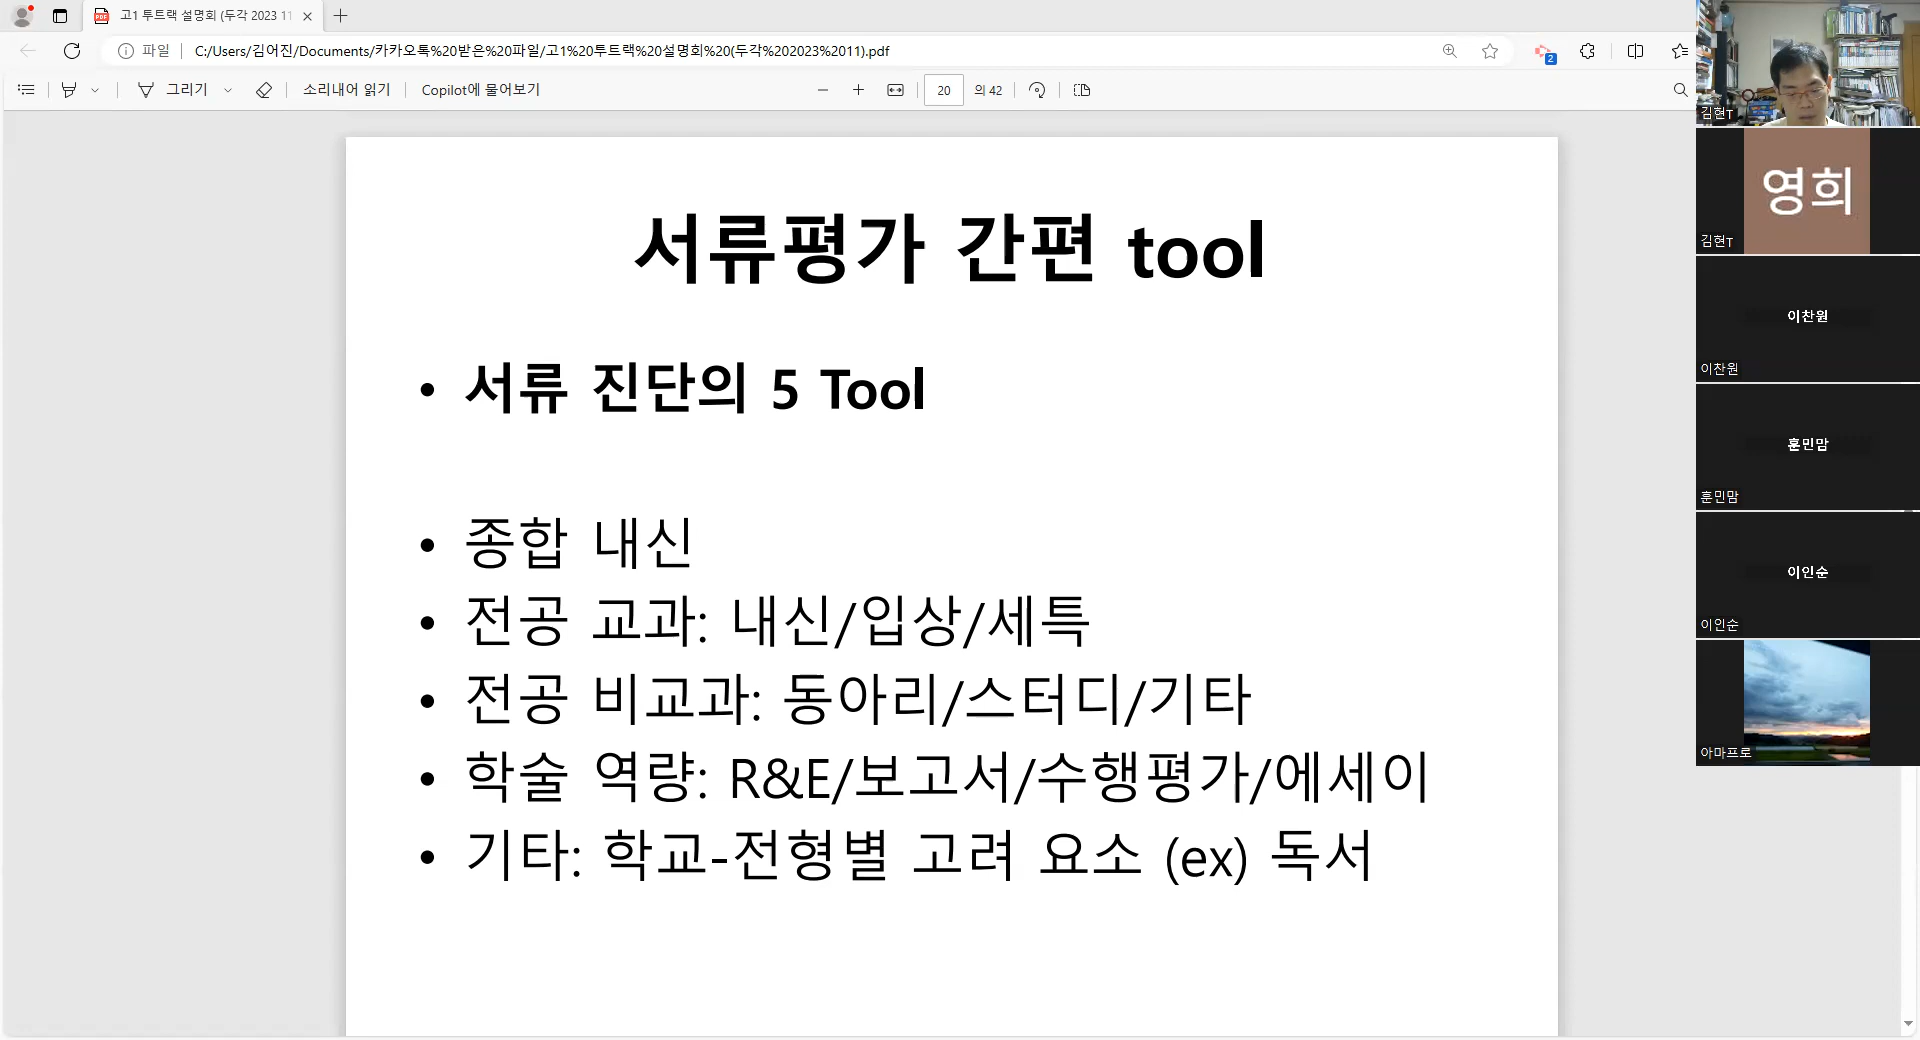 고1 투트랙 설명회 (두각 2023 11
파일
C:/Users/김어진/Documents/카카오톡%20받은%20파일/고1%20투트랙%20설명회%20(두각%202023%2011).pdf
2
그리기
소리내어 읽기
Copilot에 물어보기
20
의 42
서류평가 간편 tool
• 서류 진단의 5 Tool
• 종합 내신
• 전공 교과: 내신/입상/세특
• 전공 비교과: 동아리/스터디/기타
• 학술 역량: R&E/보고서/수행평가/에세이
• 기타: 학교-전형별 고려 요소 (ex) 독서
김현T
영희
김현T
이찬원
이찬원
훈민맘
훈민맘
이인순
이인순
아마프로